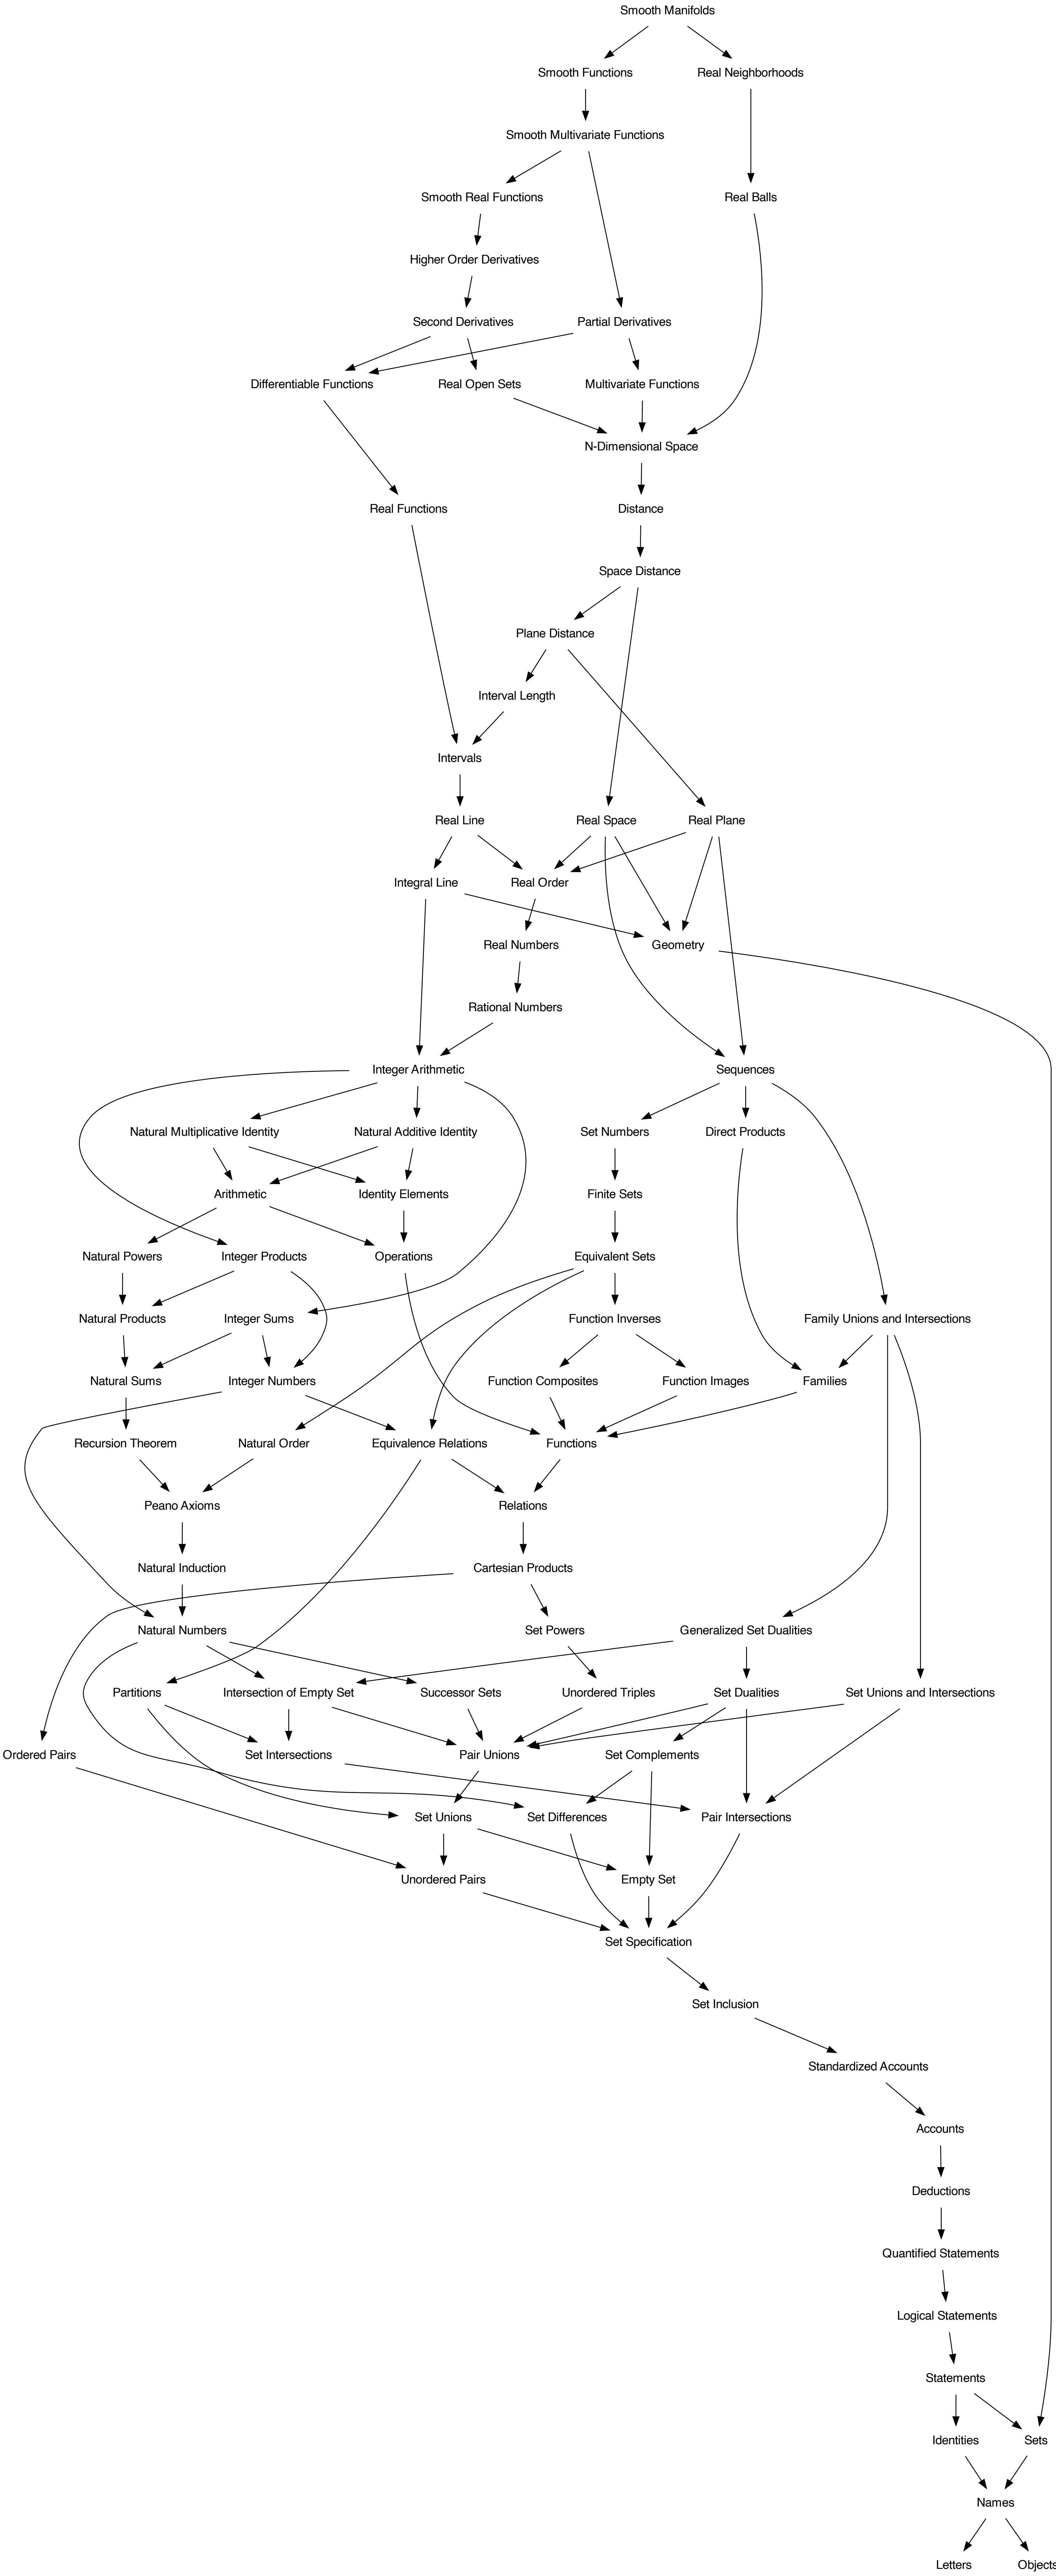 Smooth Manifolds
Smooth Functions
Real Neighborhoods
Smooth Multivariate Functions
Smooth Real Functions
Real Balls
Higher Order Derivatives
Second Derivatives
Partial Derivatives
Differentiable Functions
Real Open Sets
Multivariate Functions
N-Dimensional Space
Real Functions
Distance
Space Distance
Plane Distance
Interval Length
Intervals
Real Line
Real Space
Real Plane
Integral Line
Real Order
Real Numbers
Geometry
Rational Numbers
Integer Arithmetic
Sequences
Natural Multiplicative Identity
Natural Additive Identity
Set Numbers
Direct Products
Arithmetic
Identity Elements
Finite Sets
Natural Powers
Integer Products
Operations
Equivalent Sets
Natural Products
Integer Sums
Function Inverses
Family Unions and Intersections
Natural Sums
Integer Numbers
Function Composites
Function Images
Families
Recursion Theorem
Natural Order
Equivalence Relations
Functions
Peano Axioms
Relations
Natural Induction
Cartesian Products
Natural Numbers
Set Powers
Generalized Set Dualities
Partitions
Intersection of Empty Set
Successor Sets
Unordered Triples
Set Dualities
Set Unions and Intersections
Ordered Pairs
Set Intersections
Pair Unions
Set Complements
Set Unions
Set Differences
Pair Intersections
Unordered Pairs
Empty Set
Set Specification
Set Inclusion
Standardized Accounts
Accounts
Deductions
Quantified Statements
Logical Statements
Statements
Identities
Sets
Names
Letters
Objects